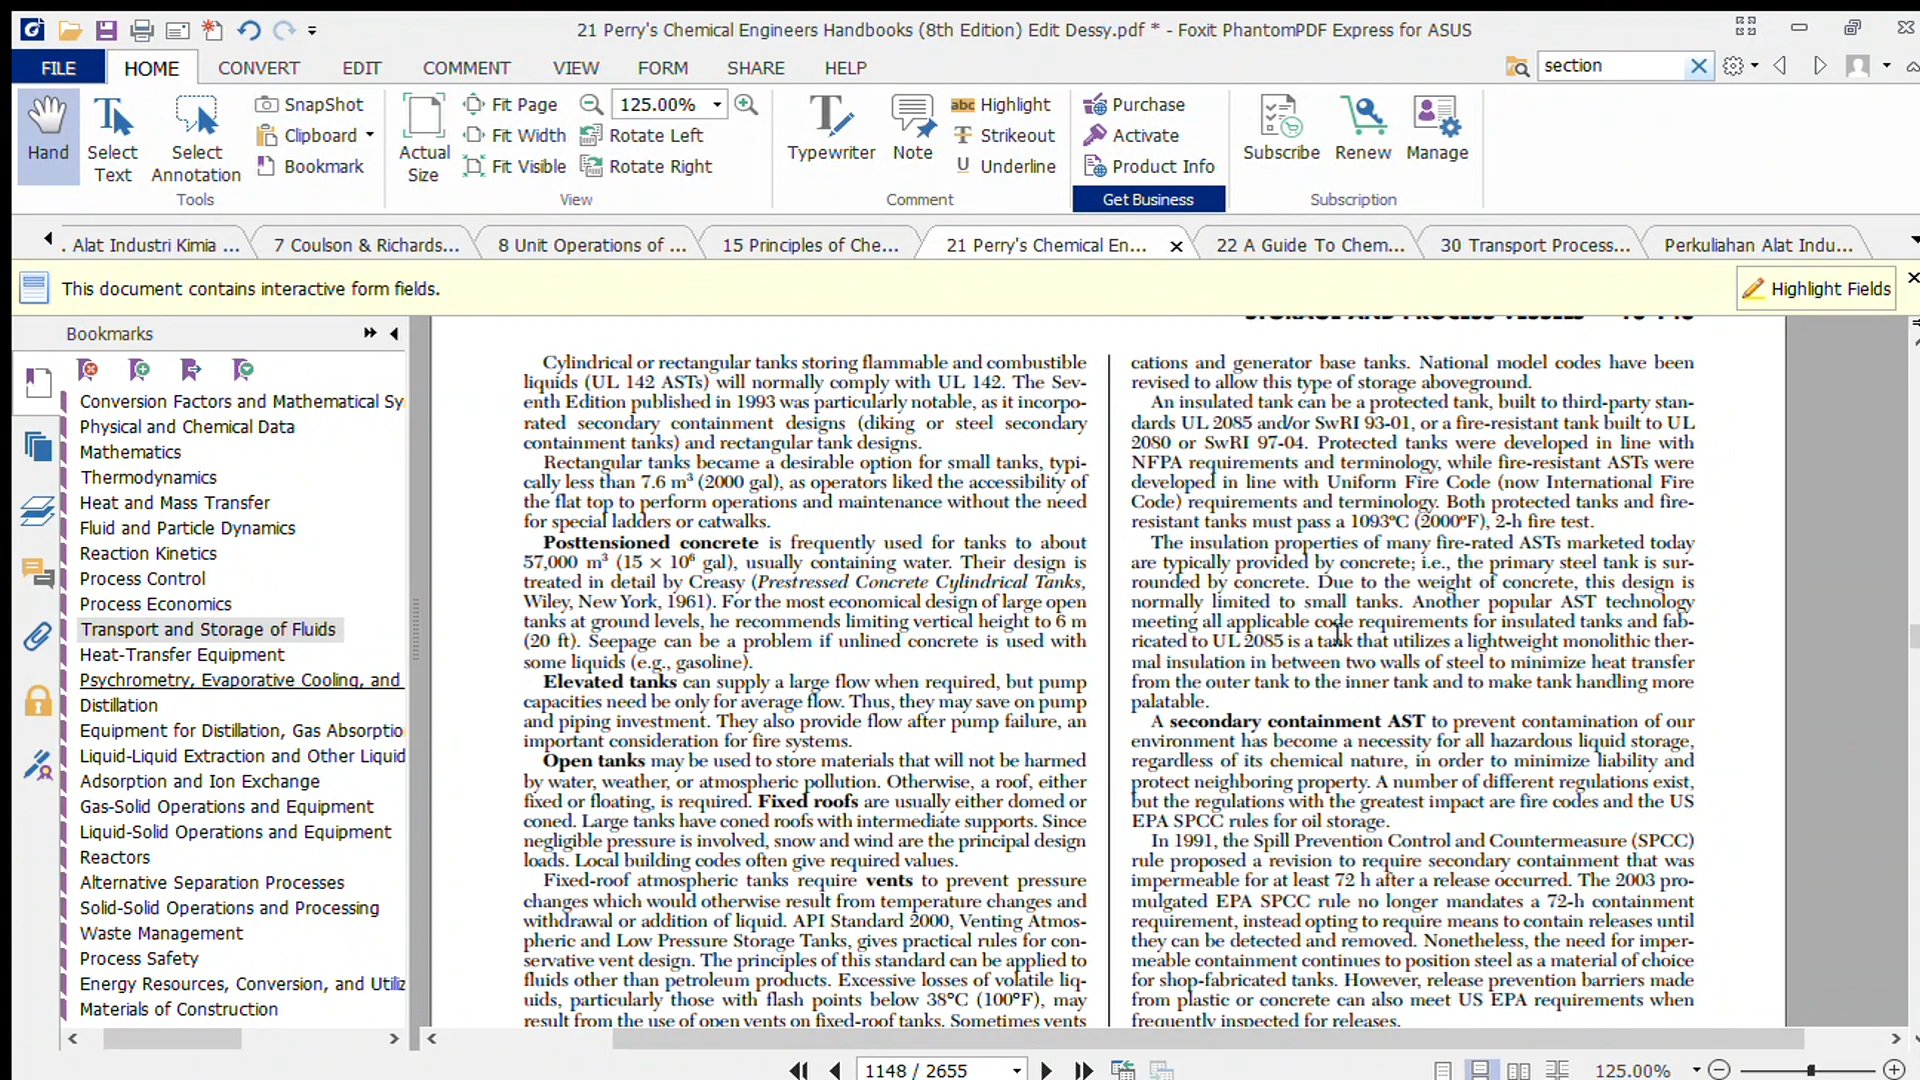 21 Perry's Chemical Engineers Handbooks (8th Edition) Edit Dessy.pdf * - Foxit PhantomPDF Express for ASUS
FILE
HOME
CONVERT
EDIT
COMMENT
VIEW
FORM
SHARE
HELP
section
Hand
Select Text
Select Annotation
SnapShot
Clipboard
Bookmark
Tools
Actual Size
Fit Page
Fit Width
Fit Visible
125.00%
Rotate Left
Rotate Right
View
Typewriter
Note
abc Highlight
Strikeout
Underline
Comment
Purchase
Activate
Product Info
Get Business
Subscribe
Renew
Manage
Subscription
. Alat Industri Kimia ...
7 Coulson & Richards...
8 Unit Operations of ...
15 Principles of Che...
21 Perry's Chemical En...
22 A Guide To Chem...
30 Transport Process...
Perkuliahan Alat Indu...
This document contains interactive form fields.
Highlight Fields
Bookmarks
Conversion Factors and Mathematical Sy
Physical and Chemical Data
Mathematics
Thermodynamics
Heat and Mass Transfer
Fluid and Particle Dynamics
Reaction Kinetics
Process Control
Process Economics
Transport and Storage of Fluids
Heat-Transfer Equipment
Psychrometry, Evaporative Cooling, and
Distillation
Equipment for Distillation, Gas Absorptio
Liquid-Liquid Extraction and Other Liquid
Adsorption and Ion Exchange
Gas-Solid Operations and Equipment
Liquid-Solid Operations and Equipment
Reactors
Alternative Separation Processes
Solid-Solid Operations and Processing
Waste Management
Process Safety
Energy Resources, Conversion, and Utiliz
Materials of Construction
STORAGE AND PROCESS VESSELS
Cylindrical or rectangular tanks storing flammable and combustible
liquids (UL 142 ASTs) will normally comply with UL 142. The Sev-
enth Edition published in 1993 was particularly notable, as it incorpo-
rated secondary containment designs (diking or steel secondary
containment tanks) and rectangular tank designs.
Rectangular tanks became a desirable option for small tanks, typi-
cally less than 7.6 m³ (2000 gal), as operators liked the accessibility of
the flat top to perform operations and maintenance without the need
for special ladders or catwalks.
Posttensioned concrete is frequently used for tanks to about
57,000 m³ (15 × 10⁶ gal), usually containing water. Their design is
treated in detail by Creasy (Prestressed Concrete Cylindrical Tanks,
Wiley, New York, 1961). For the most economical design of large open
tanks at ground levels, he recommends limiting vertical height to 6 m
(20 ft). Seepage can be a problem if unlined concrete is used with
some liquids (e.g., gasoline).
Elevated tanks can supply a large flow when required, but pump
capacities need be only for average flow. Thus, they may save on pump
and piping investment. They also provide flow after pump failure, an
important consideration for fire systems.
Open tanks may be used to store materials that will not be harmed
by water, weather, or atmospheric pollution. Otherwise, a roof, either
fixed or floating, is required. Fixed roofs are usually either domed or
coned. Large tanks have coned roofs with intermediate supports. Since
negligible pressure is involved, snow and wind are the principal design
loads. Local building codes often give required values.
Fixed-roof atmospheric tanks require vents to prevent pressure
changes which would otherwise result from temperature changes and
withdrawal or addition of liquid. API Standard 2000, Venting Atmos-
pheric and Low Pressure Storage Tanks, gives practical rules for con-
servative vent design. The principles of this standard can be applied to
fluids other than petroleum products. Excessive losses of volatile liq-
uids, particularly those with flash points below 38°C (100°F), may
result from the use of open vents on fixed-roof tanks. Sometimes vents
cations and generator base tanks. National model codes have been
revised to allow this type of storage aboveground.
An insulated tank can be a protected tank, built to third-party stan-
dards UL 2085 and/or SwRI 93-01, or a fire-resistant tank built to UL
2080 or SwRI 97-04. Protected tanks were developed in line with
NFPA requirements and terminology, while fire-resistant ASTs were
developed in line with Uniform Fire Code (now International Fire
Code) requirements and terminology. Both protected tanks and fire-
resistant tanks must pass a 1093°C (2000°F), 2-h fire test.
The insulation properties of many fire-rated ASTs marketed today
are typically provided by concrete; i.e., the primary steel tank is sur-
rounded by concrete. Due to the weight of concrete, this design is
normally limited to small tanks. Another popular AST technology
meeting all applicable code requirements for insulated tanks and fab-
ricated to UL 2085 is a tank that utilizes a lightweight monolithic ther-
mal insulation in between two walls of steel to minimize heat transfer
from the outer tank to the inner tank and to make tank handling more
palatable.
A secondary containment AST to prevent contamination of our
environment has become a necessity for all hazardous liquid storage,
regardless of its chemical nature, in order to minimize liability and
protect neighboring property. A number of different regulations exist,
but the regulations with the greatest impact are fire codes and the US
EPA SPCC rules for oil storage.
In 1991, the Spill Prevention Control and Countermeasure (SPCC)
rule proposed a revision to require secondary containment that was
impermeable for at least 72 h after a release occurred. The 2003 pro-
mulgated EPA SPCC rule no longer mandates a 72-h containment
requirement, instead opting to require means to contain releases until
they can be detected and removed. Nonetheless, the need for imper-
meable containment continues to position steel as a material of choice
for shop-fabricated tanks. However, release prevention barriers made
from plastic or concrete can also meet US EPA requirements when
frequently inspected for releases.
1148 / 2655
125.00%